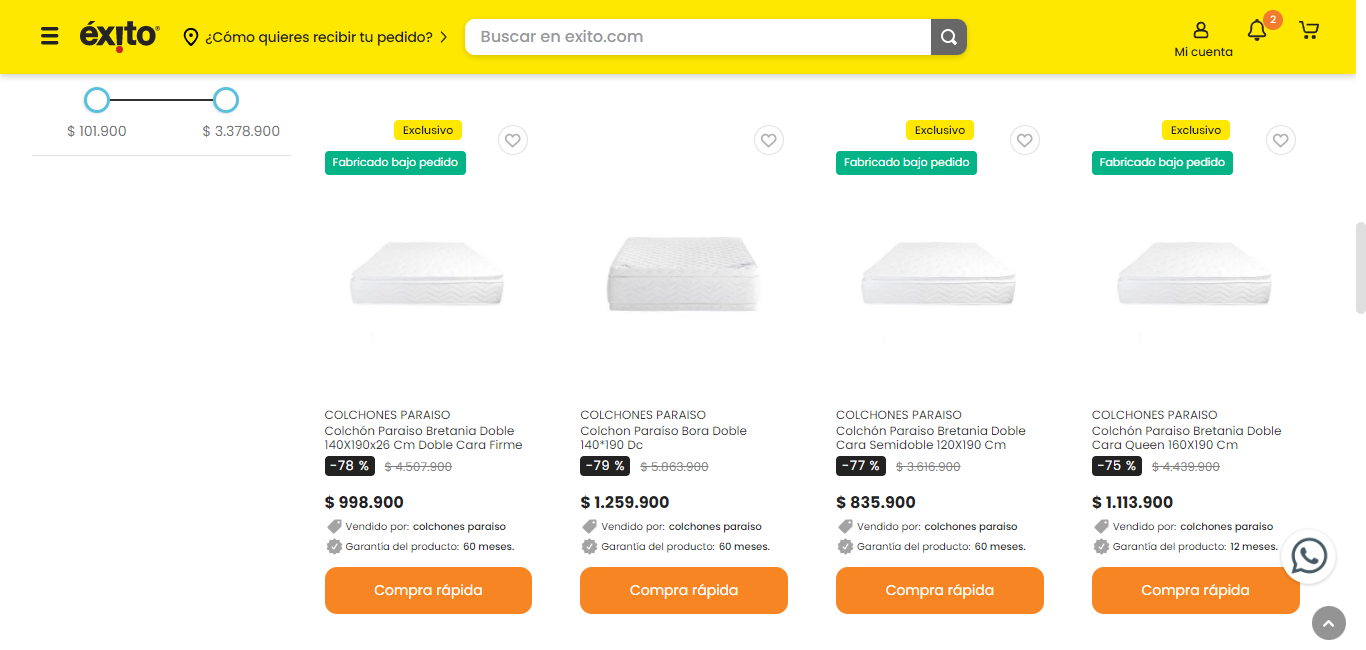 éxito
¿Cómo quieres recibir tu pedido?
Buscar en exito.com
Mi cuenta
2
$ 101.900
$ 3.378.900
Exclusivo
Fabricado bajo pedido
COLCHONES PARAISO
Colchón Paraiso Bretania Doble
140X190x26 Cm Doble Cara Firme
-78 % $ 4.507.900
$ 998.900
Vendido por: colchones paraiso
Garantía del producto: 60 meses.
Compra rápida
COLCHONES PARAISO
Colchon Paraíso Bora Doble
140*190 Dc
-79 % $ 5.863.900
$ 1.259.900
Vendido por: colchones paraiso
Garantía del producto: 60 meses.
Compra rápida
Exclusivo
Fabricado bajo pedido
COLCHONES PARAISO
Colchón Paraiso Bretania Doble
Cara Semidoble 120X190 Cm
-77 % $ 3.616.900
$ 835.900
Vendido por: colchones paraiso
Garantía del producto: 60 meses.
Compra rápida
Exclusivo
Fabricado bajo pedido
COLCHONES PARAISO
Colchón Paraiso Bretania Doble
Cara Queen 160X190 Cm
-75 % $ 4.439.900
$ 1.113.900
Vendido por: colchones paraiso
Garantía del producto: 12 meses.
Compra rápida